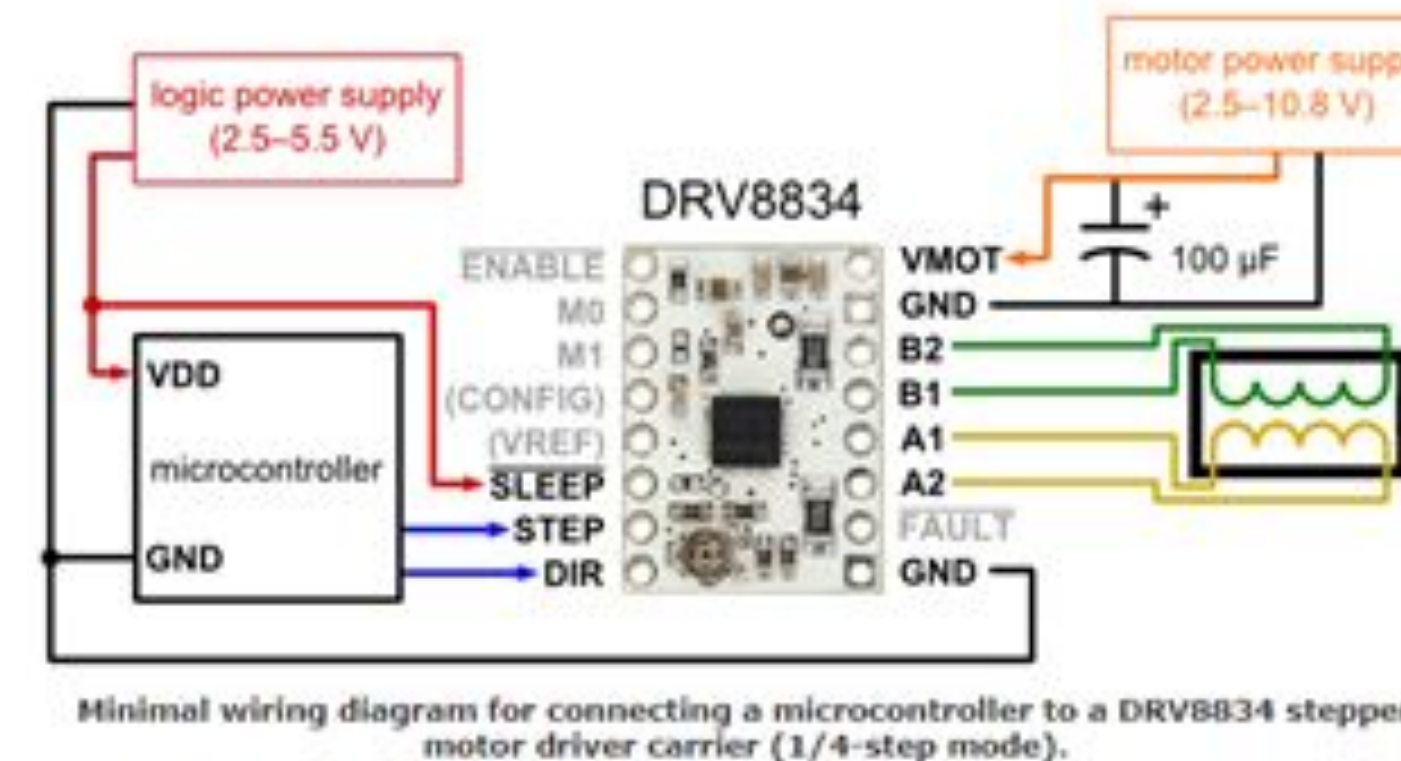 logic power supply
(2.5–5.5 V)
motor power supp
(2.5–10.8 V)
DRV8834
+
100 µF
ENABLE
M0
M1
(CONFIG)
(VREF)
SLEEP
STEP
DIR
VMOT
GND
B2
B1
A1
A2
FAULT
GND
VDD
microcontroller
GND
Minimal wiring diagram for connecting a microcontroller to a DRV8834 stepper
motor driver carrier (1/4-step mode).